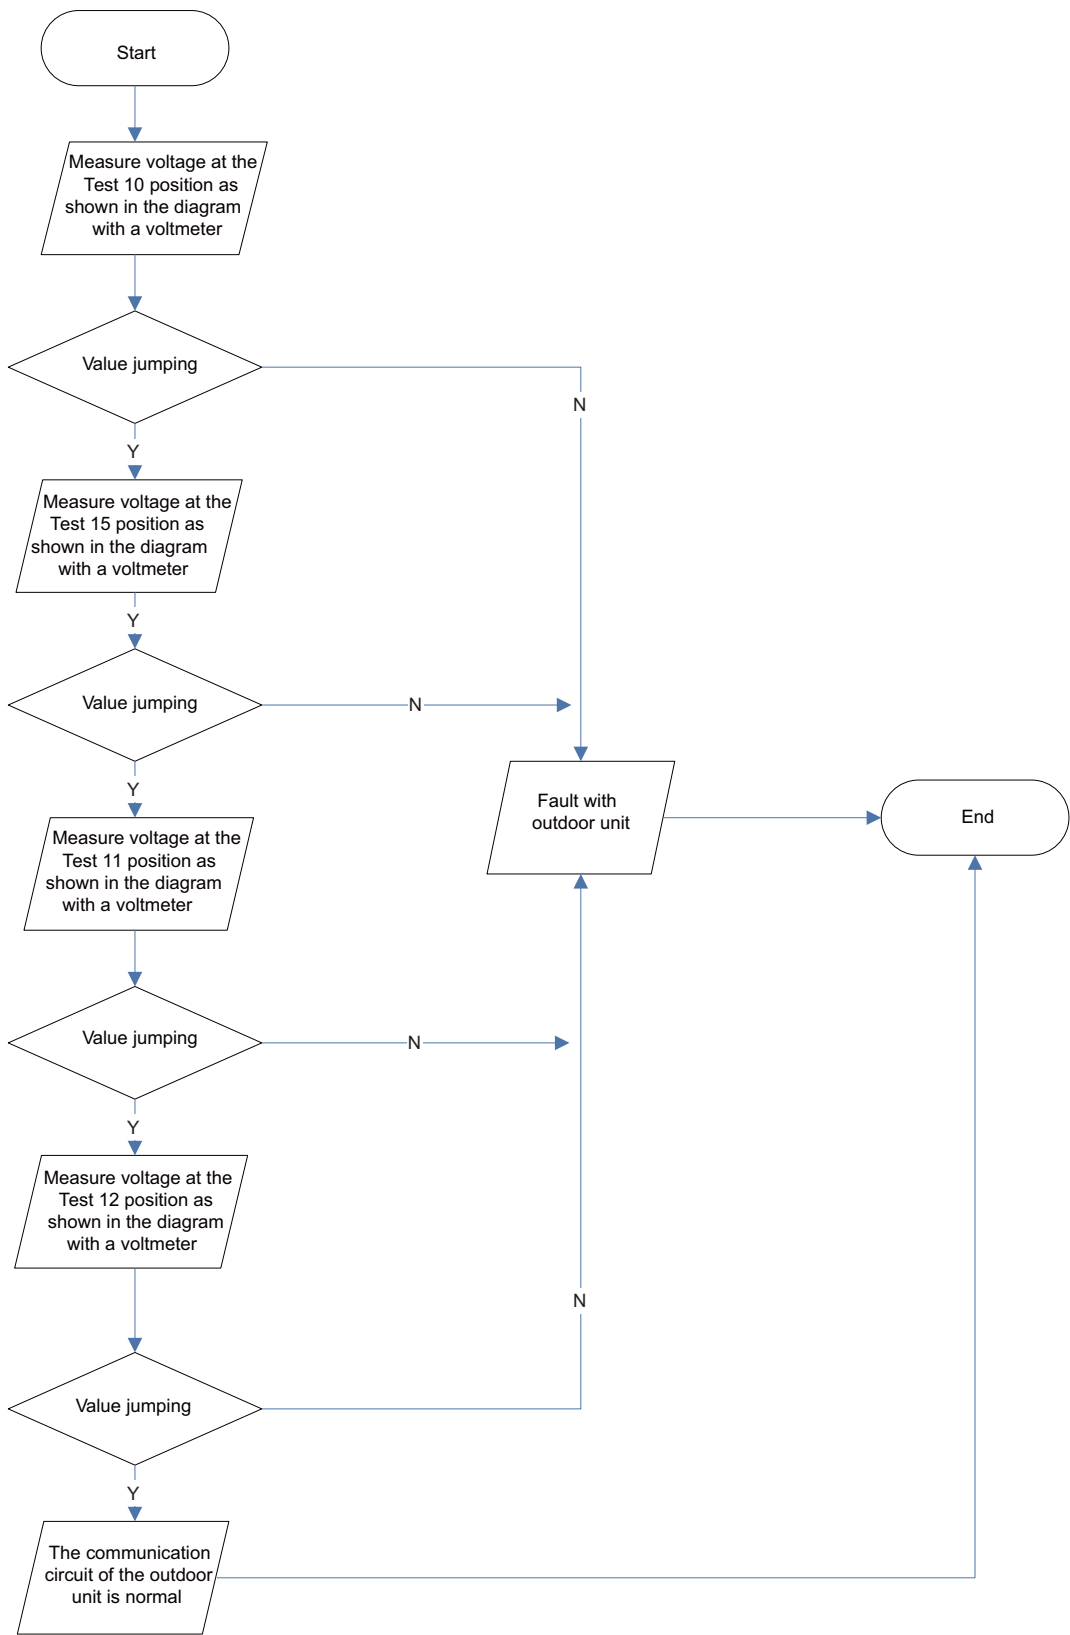 Start
Measure voltage at the
Test 10 position as
shown in the diagram
with a voltmeter
Value jumping
N
Y
Measure voltage at the
Test 15 position as
shown in the diagram
with a voltmeter
Y
Value jumping
N
Y
Measure voltage at the
Test 11 position as
shown in the diagram
with a voltmeter
Fault with
outdoor unit
End
Value jumping
N
Y
Measure voltage at the
Test 12 position as
shown in the diagram
with a voltmeter
N
Value jumping
Y
The communication
circuit of the outdoor
unit is normal